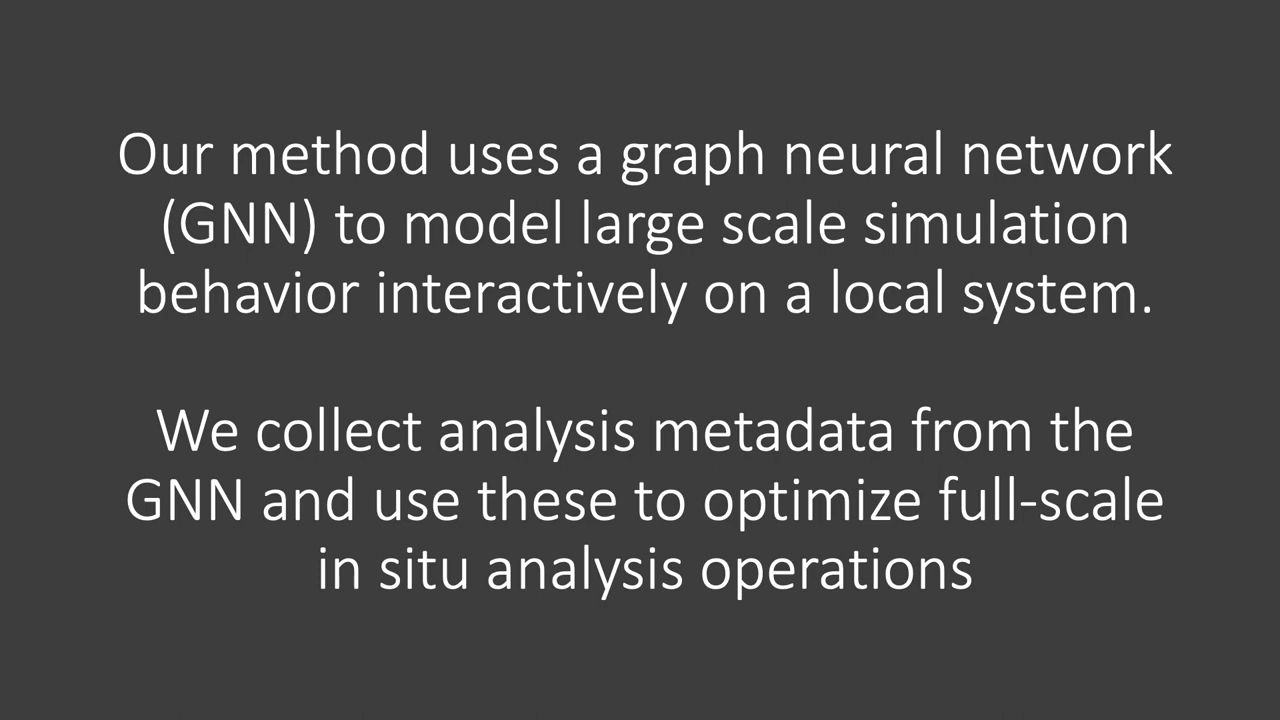 Our method uses a graph neural network
(GNN) to model large scale simulation
behavior interactively on a local system.
We collect analysis metadata from the
GNN and use these to optimize full-scale
in situ analysis operations